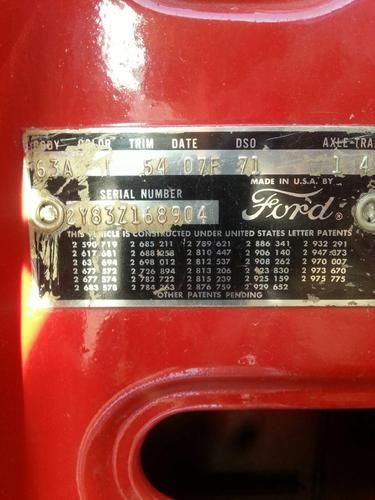 BODY COLOR TRIM DATE DSO AXLE-TRA
63A 54 07F 71 1 4
SERIAL NUMBER
MADE IN U.S.A. BY
Ford®
2Y83Z168904
THIS VEHICLE IS CONSTRUCTED UNDER UNITED STATES LETTER PATENTS
2 590 719 2 685 211 2 789 621 2 886 341 2 932 291
2 617 681 2 688 258 2 810 447 2 906 140 2 947 373
2 631 694 2 698 012 2 812 537 2 908 262 2 970 007
2 677 572 2 726 894 2 813 206 2 923 830 2 973 670
2 677 574 2 782 722 2 815 239 2 925 159 2 975 775
2 683 578 2 784 263 2 876 759 2 929 652
OTHER PATENTS PENDING